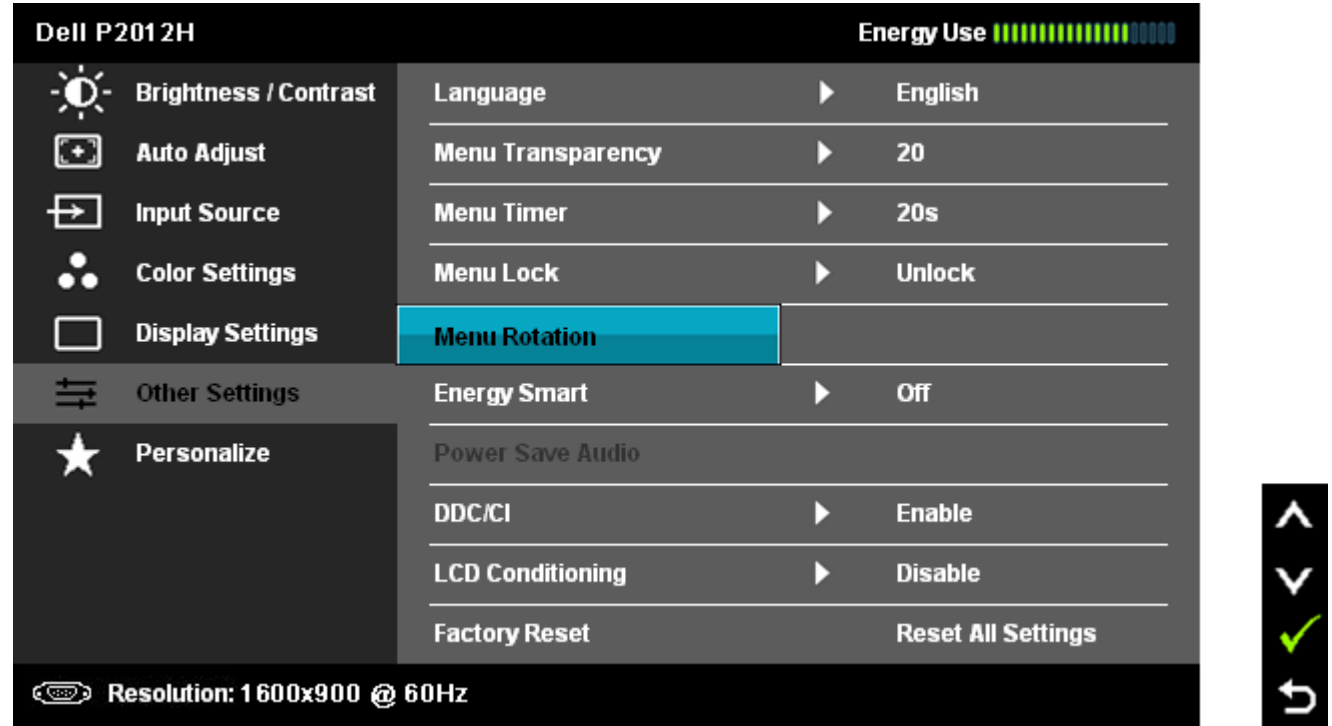 Dell P2012H Energy Use
Brightness / Contrast Language English
Auto Adjust Menu Transparency 20
Input Source Menu Timer 20s
Color Settings Menu Lock Unlock
Display Settings Menu Rotation
Other Settings Energy Smart Off
Personalize Power Save Audio
DDC/CI Enable
LCD Conditioning Disable
Factory Reset Reset All Settings
Resolution: 1600x900 @ 60Hz